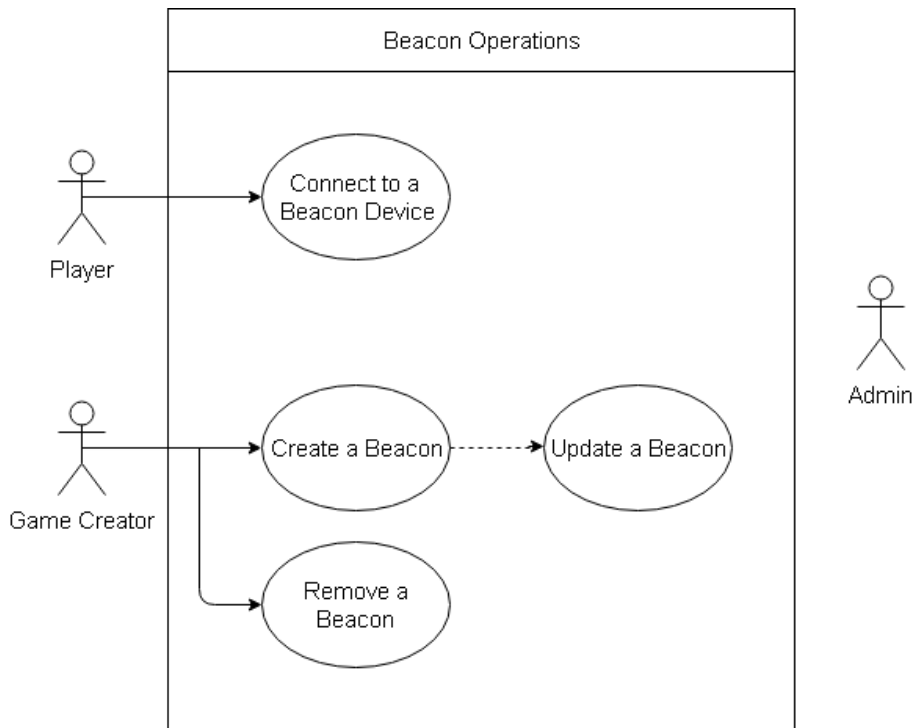 Beacon Operations
Connect to a
Beacon Device
Player
Admin
Create a Beacon
Update a Beacon
Game Creator
Remove a
Beacon